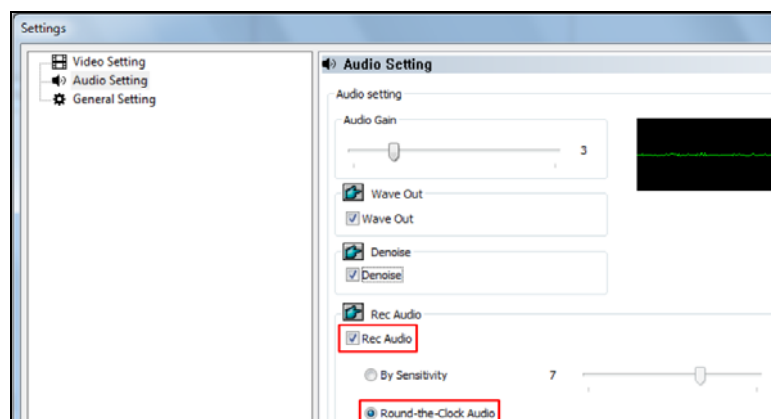 Settings
Video Setting
Audio Setting
General Setting
Audio Setting
Audio setting
Audio Gain
3
Wave Out
Wave Out
Denoise
Denoise
Rec Audio
Rec Audio
By Sensitivity 7
Round-the-Clock Audio